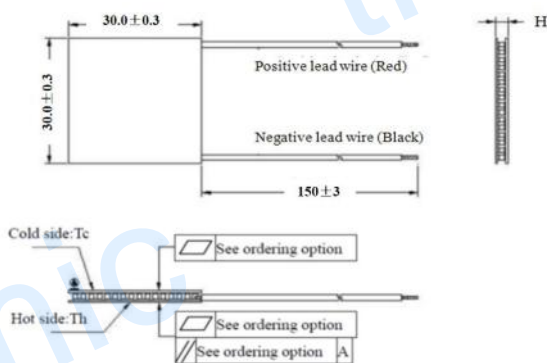 30.0±0.3
H
Positive lead wire (Red)
30.0±0.3
Negative lead wire (Black)
150±3
Cold side:Tc
See ordering option
Hot side:Th
See ordering option
See ordering option A